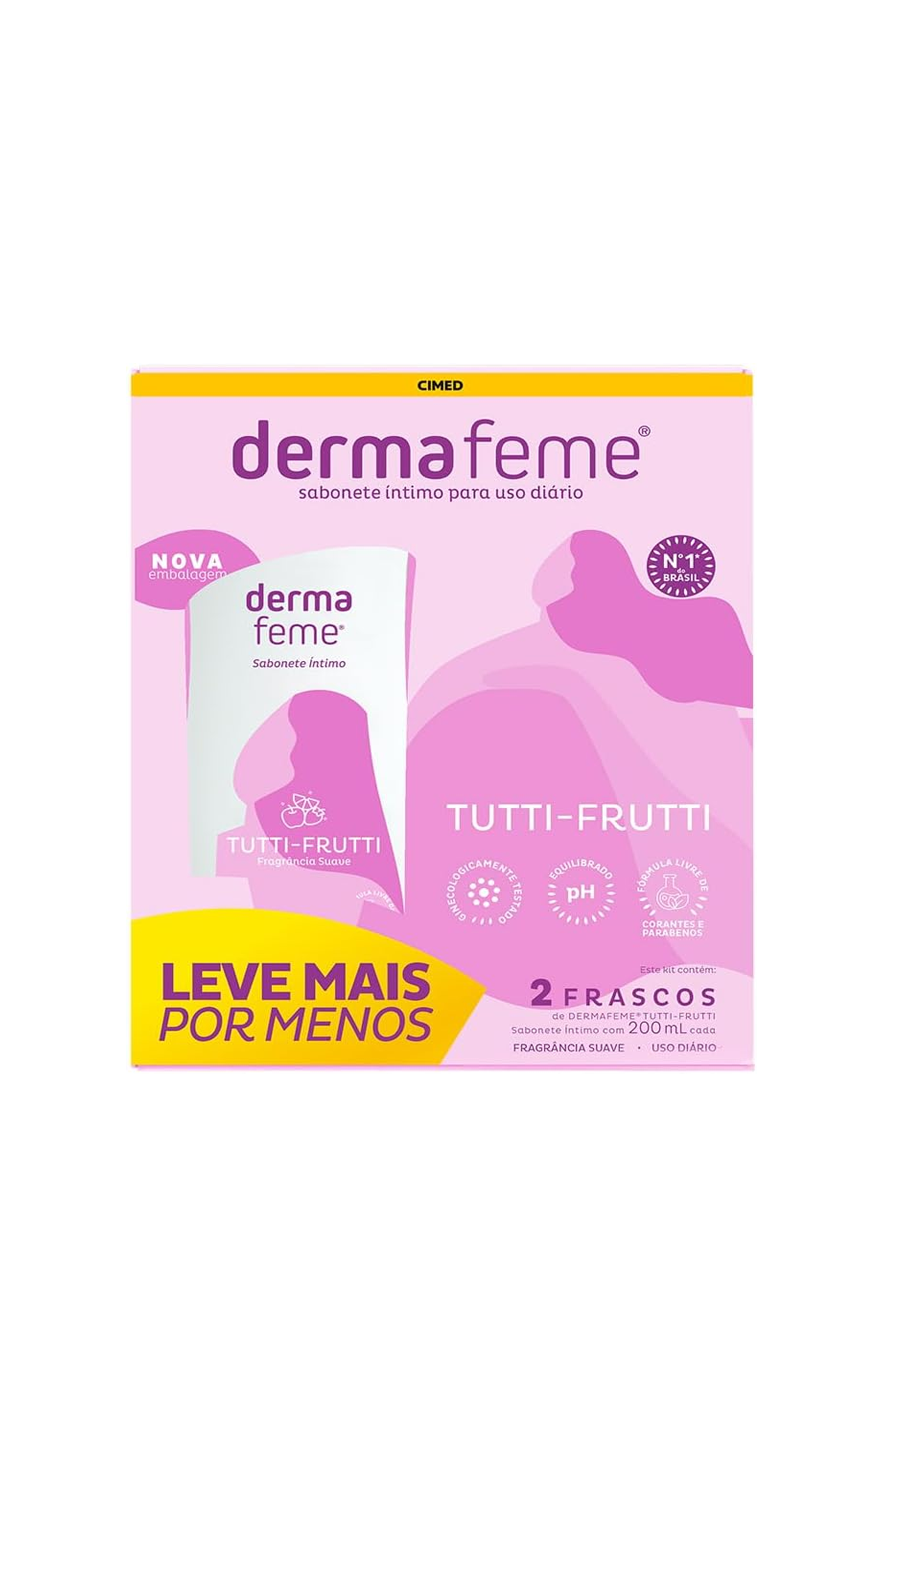 CIMED
dermafeme®
sabonete íntimo para uso diário
NOVA
embalagem
N°1*
do
BRASIL
derma
feme®
Sabonete Íntimo
TUTTI-FRUTTI
Fragrância Suave
TUTTI-FRUTTI
GINECOLOGICAMENTE TESTADO
EQUILIBRADO
pH
FÓRMULA LIVRE DE
CORANTES E
PARABENOS
LEVE MAIS
POR MENOS
Este kit contém:
2 FRASCOS
de DERMAFEME® TUTTI-FRUTTI
Sabonete Íntimo com 200 mL cada
FRAGRÂNCIA SUAVE • USO DIÁRIO